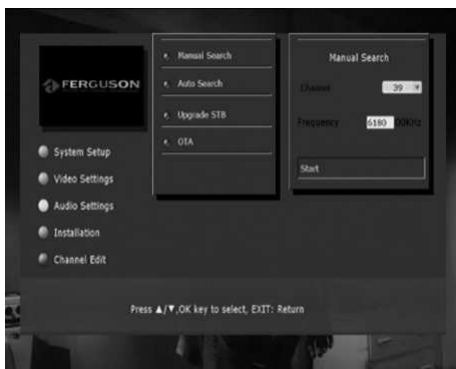 FERGUSON
System Setup
Video Settings
Audio Settings
Installation
Channel Edit
Manual Search
Auto Search
Upgrade STB
OTA
Manual Search
Channel 39
Frequency 6180 00KHz
Start
Press ▲/▼,OK key to select, EXIT: Return